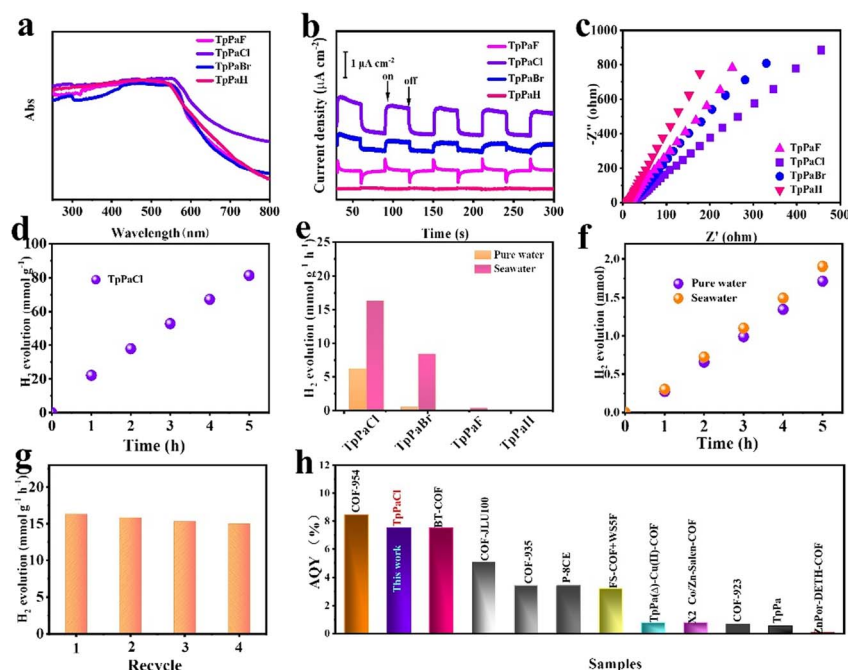 a
TpPaF
TpPaCl
TpPaBr
TpPaH
Abs
300 400 500 600 700 800
Wavelength (nm)
b
Current density (μA cm-2)
1 μA cm-2
on
off
TpPaF
TpPaCl
TpPaBr
TpPaH
50 100 150 200 250 300
Time (s)
c
-Z'' (ohm)
1000
800
600
400
200
0
TpPaF
TpPaCl
TpPaBr
TpPaH
0 100 200 300 400 500
Z' (ohm)
d
H2 evolution (mmol g-1)
100
80
60
40
20
0
TpPaCl
0 1 2 3 4 5
Time (h)
e
H2 evolution (mmol g-1 h-1)
25
20
15
10
5
0
Pure water
Seawater
TpPaCl
TpPaBr
TpPaF
TpPaH
f
H2 evolution (mmol)
2.0
1.5
1.0
0.5
0.0
Pure water
Seawater
0 1 2 3 4 5
Time (h)
g
H2 evolution (mmol g-1 h-1)
25
20
15
10
5
0
1 2 3 4
Recycle
h
AQY (%)
12
10
8
6
4
2
0
COF-954
TpPaCl
This work
BT-COF
COF-JLU100
COF-935
P-8CE
FS-COF+WS5F
TpPa(Δ)-Cu(II)-COF
X2 Co/Zn-Salen-COF
COF-923
TpPa
ZnPor-DETH-COF
Samples